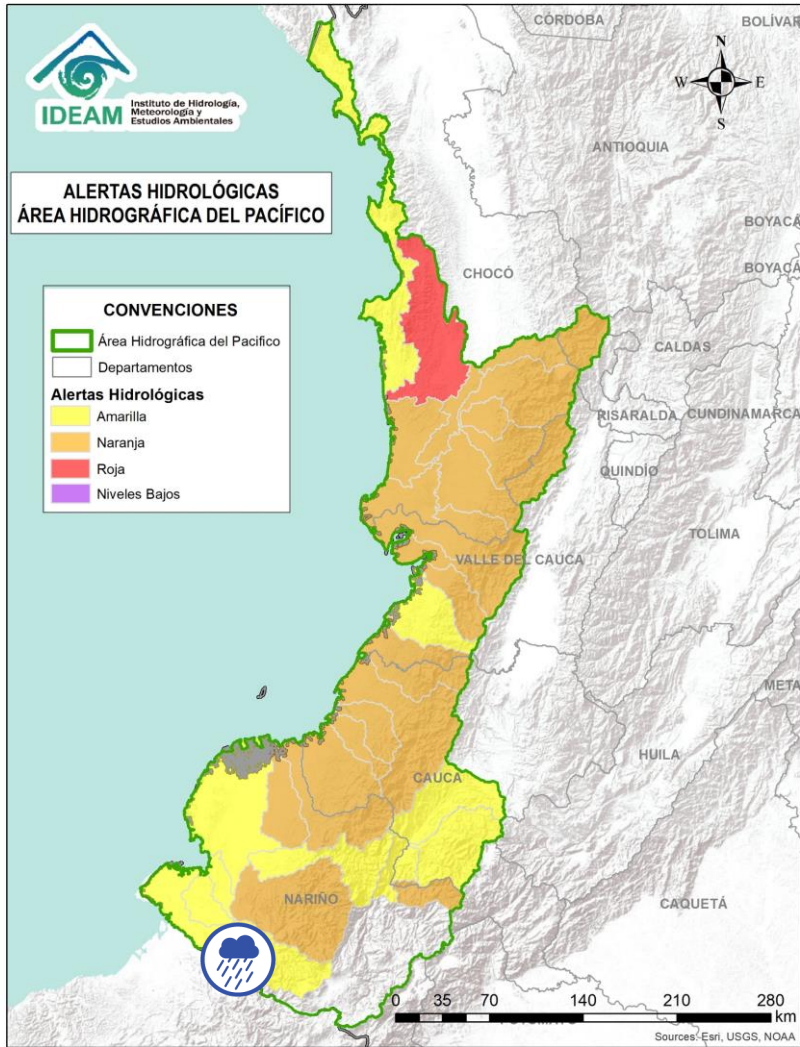 CÓRDOBA
BOLÍVAR
N
W
E
S
IDEAM
Instituto de Hidrología,
Meteorología y
Estudios Ambientales
ANTIOQUIA
ALERTAS HIDROLÓGICAS
ÁREA HIDROGRÁFICA DEL PACÍFICO
BOYACÁ
BOYACÁ
CHOCÓ
CONVENCIONES
Área Hidrográfica del Pacifico
Departamentos
Alertas Hidrológicas
Amarilla
Naranja
Roja
Niveles Bajos
CALDAS
RISARALDA
CUNDINAMARCA
QUINDÍO
TOLIMA
VALLE DEL CAUCA
META
HUILA
CAUCA
NARIÑO
CAQUETÁ
0 35 70 140 210 280
km
Sources: Esri, USGS, NOAA